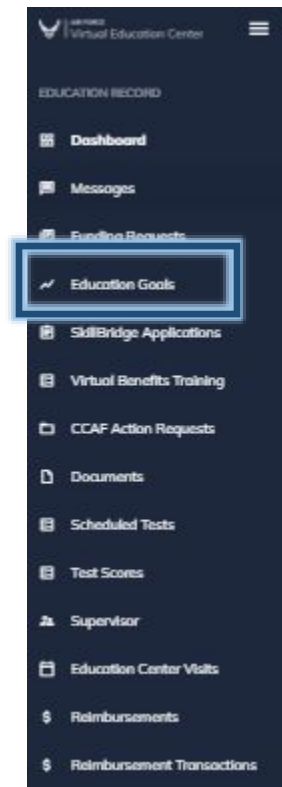 AIR FORCE
Virtual Education Center
EDUCATION RECORD
Dashboard
Messages
Funding Requests
Education Goals
SkillBridge Applications
Virtual Benefits Training
CCAF Action Requests
Documents
Scheduled Tests
Test Scores
Supervisor
Education Center Visits
$ Reimbursements
$ Reimbursement Transactions